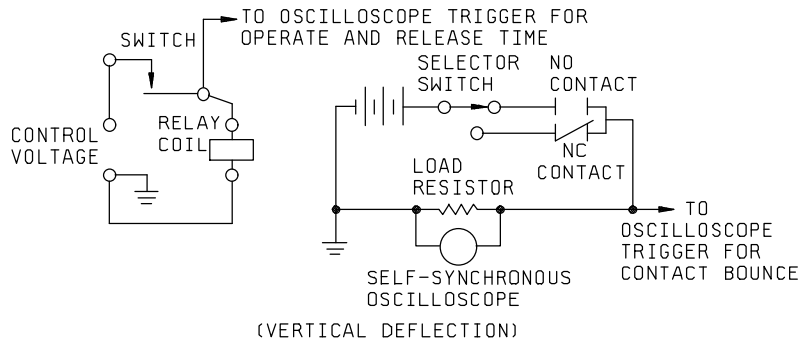 TO OSCILLOSCOPE TRIGGER FOR
OPERATE AND RELEASE TIME
SWITCH
SELECTOR
SWITCH
NO
CONTACT
CONTROL
VOLTAGE
RELAY
COIL
NC
CONTACT
LOAD
RESISTOR
TO
OSCILLOSCOPE
TRIGGER FOR
CONTACT BOUNCE
SELF-SYNCHRONOUS
OSCILLOSCOPE
(VERTICAL DEFLECTION)